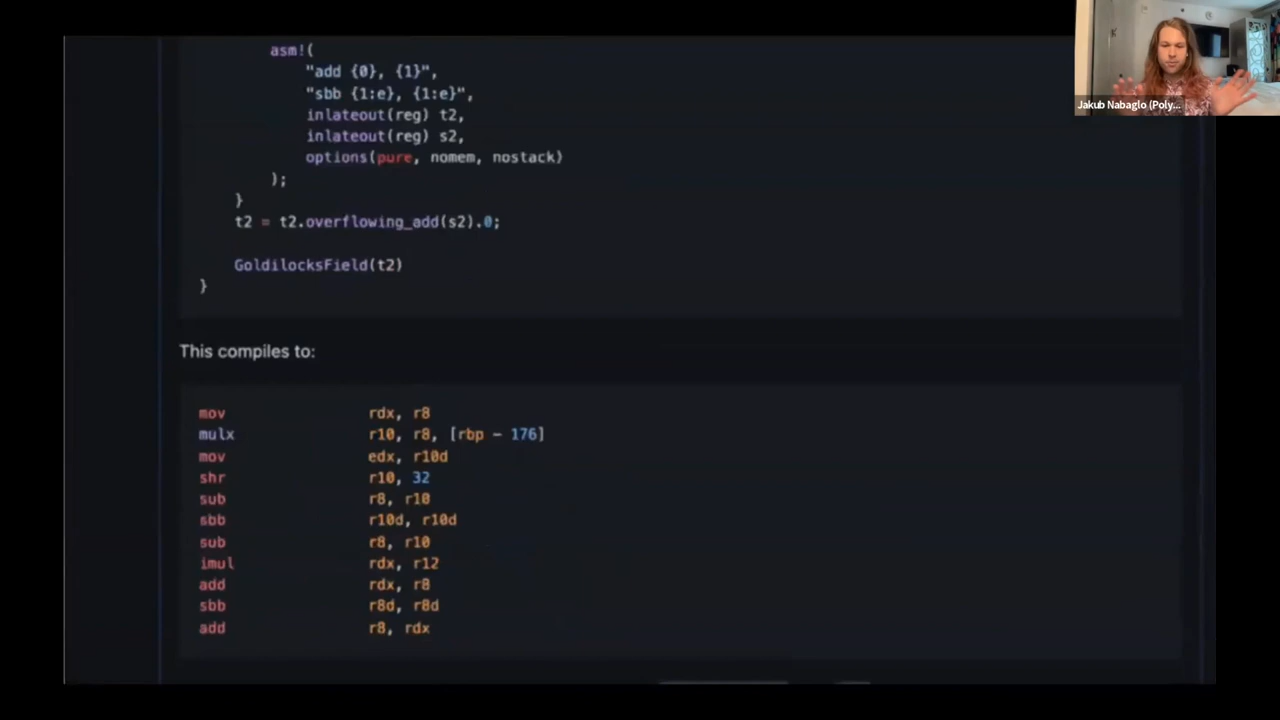 asm!(
"add {0}, {1}",
"sbb {1:e}, {1:e}",
inlateout(reg) t2,
inlateout(reg) s2,
options(pure, nomem, nostack)
);
}
t2 = t2.overflowing_add(s2).0;
GoldilocksField(t2)
}
This compiles to:
mov rdx, r8
mulx r10, r8, [rbp - 176]
mov edx, r10d
shr r10, 32
sub r8, r10
sbb r10d, r10d
sub r8, r10
imul rdx, r12
add rdx, r8
sbb r8d, r8d
add r8, rdx
Jakub Nabaglo (Poly...